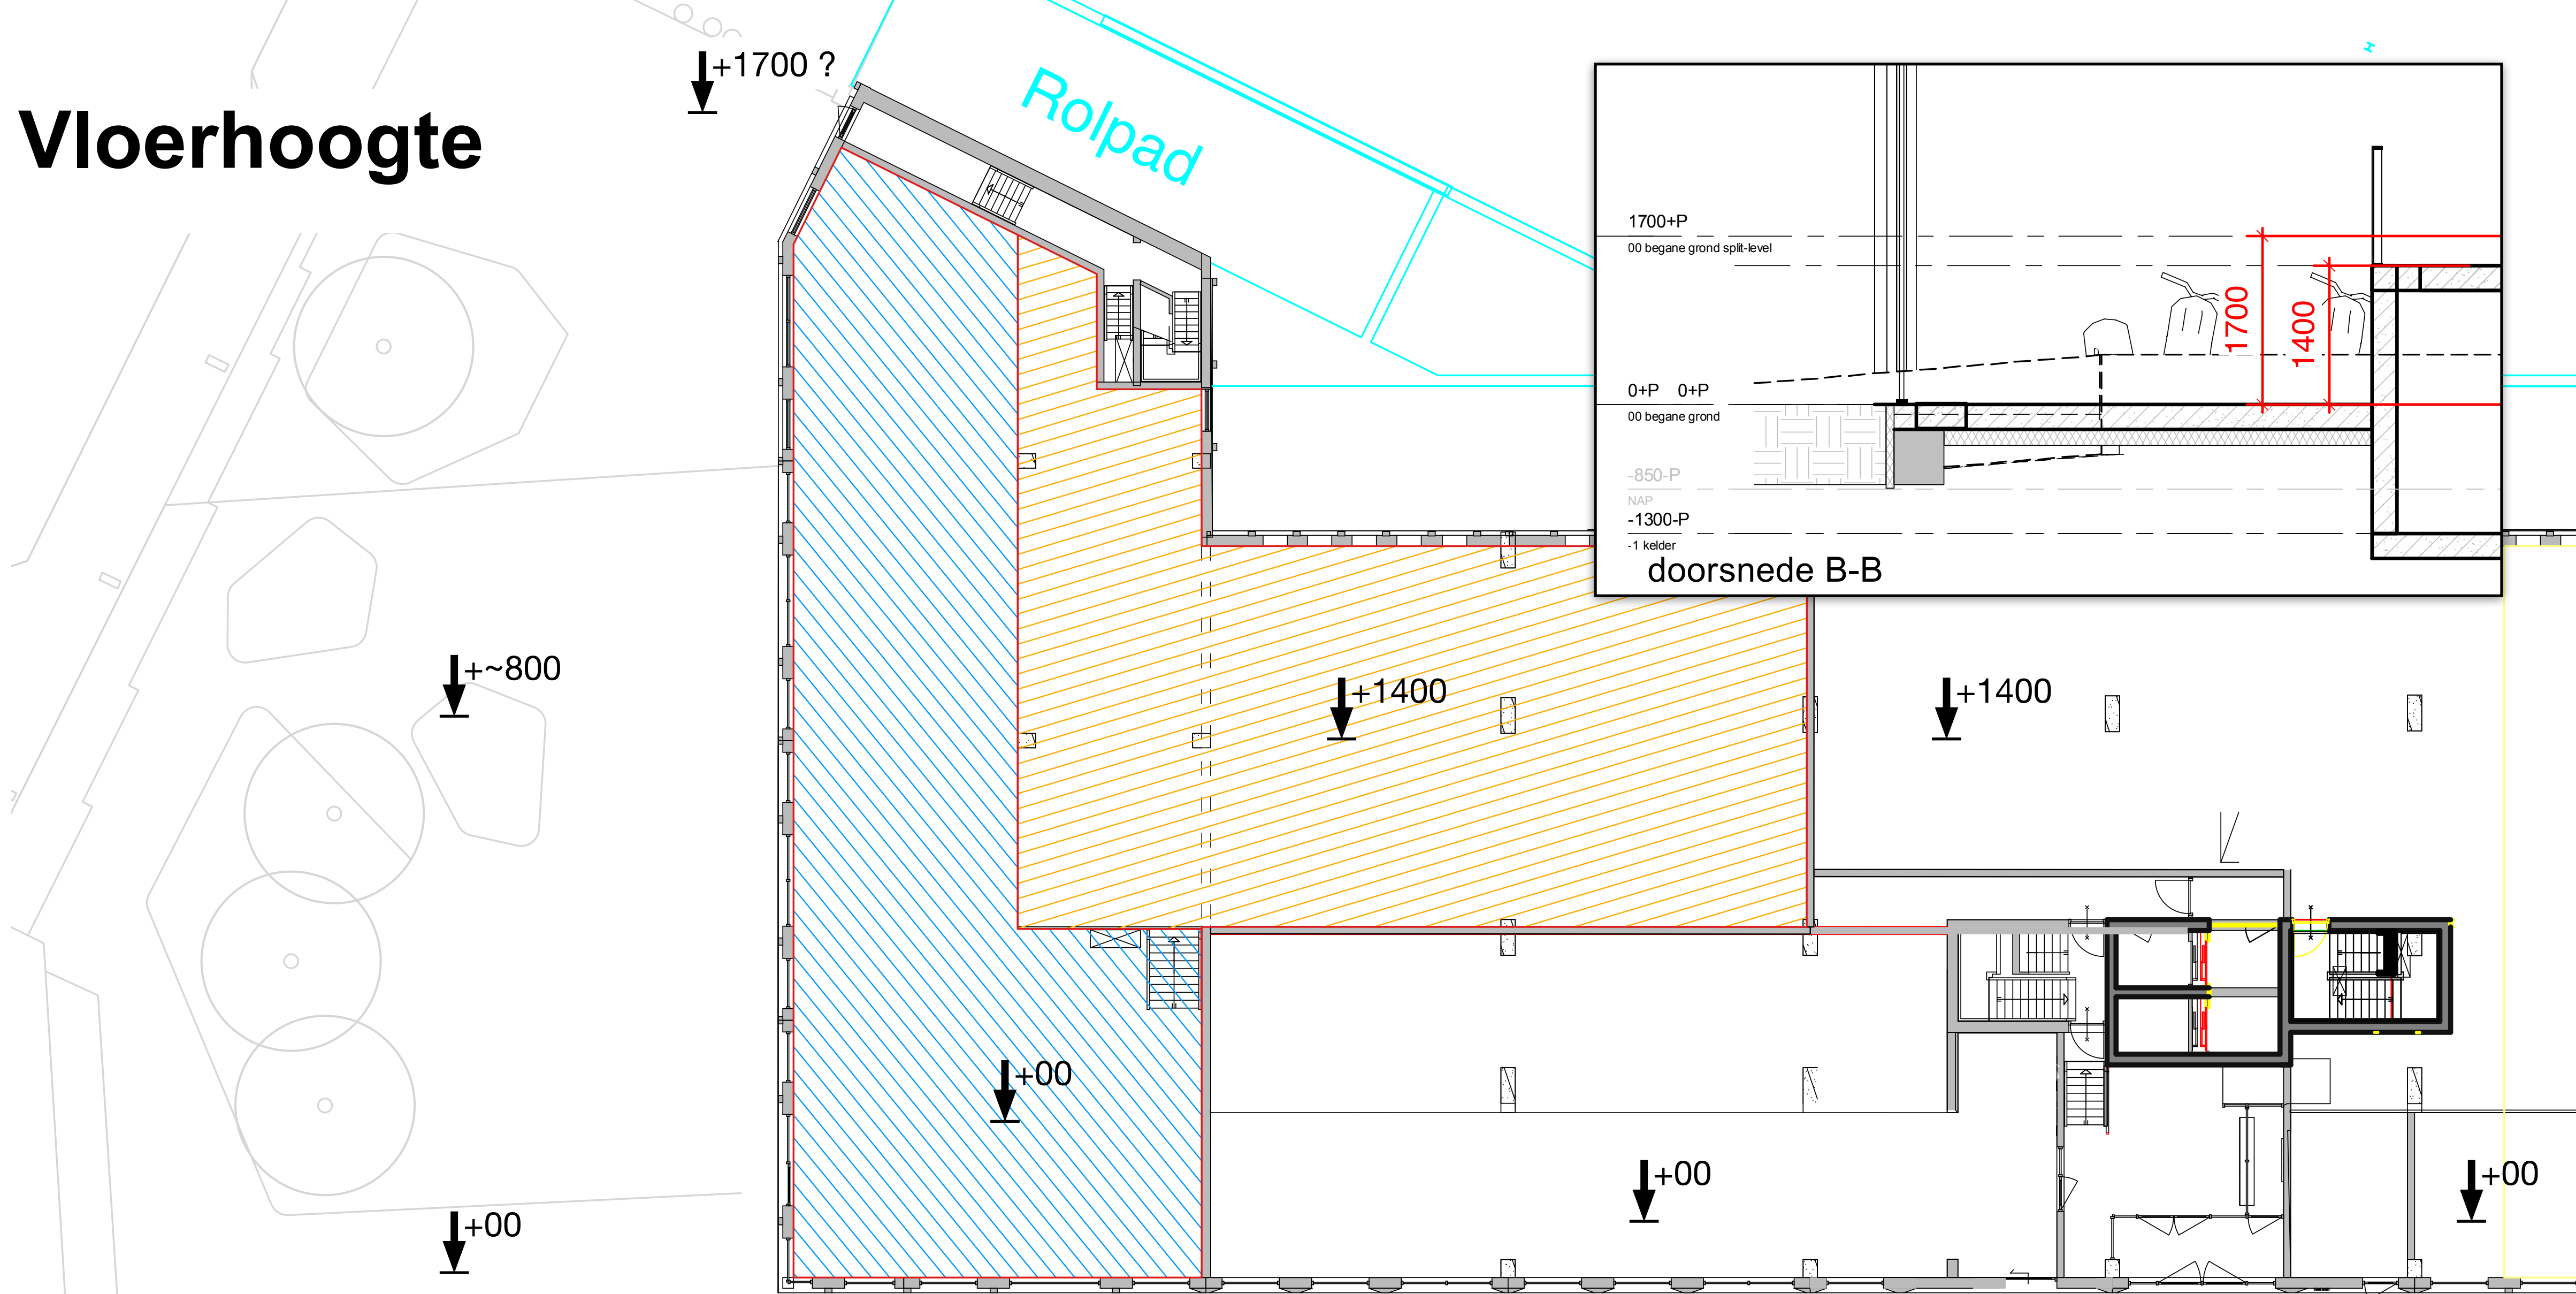 +1700 ?
Vloerhoogte
Rolpad
1700+P
00 begane grond split-level
1700
1400
0+P 0+P
00 begane grond
-850-P
NAP
-1300-P
-1 kelder
doorsnede B-B
+~800
+1400
+1400
+00
+00
+00
+00